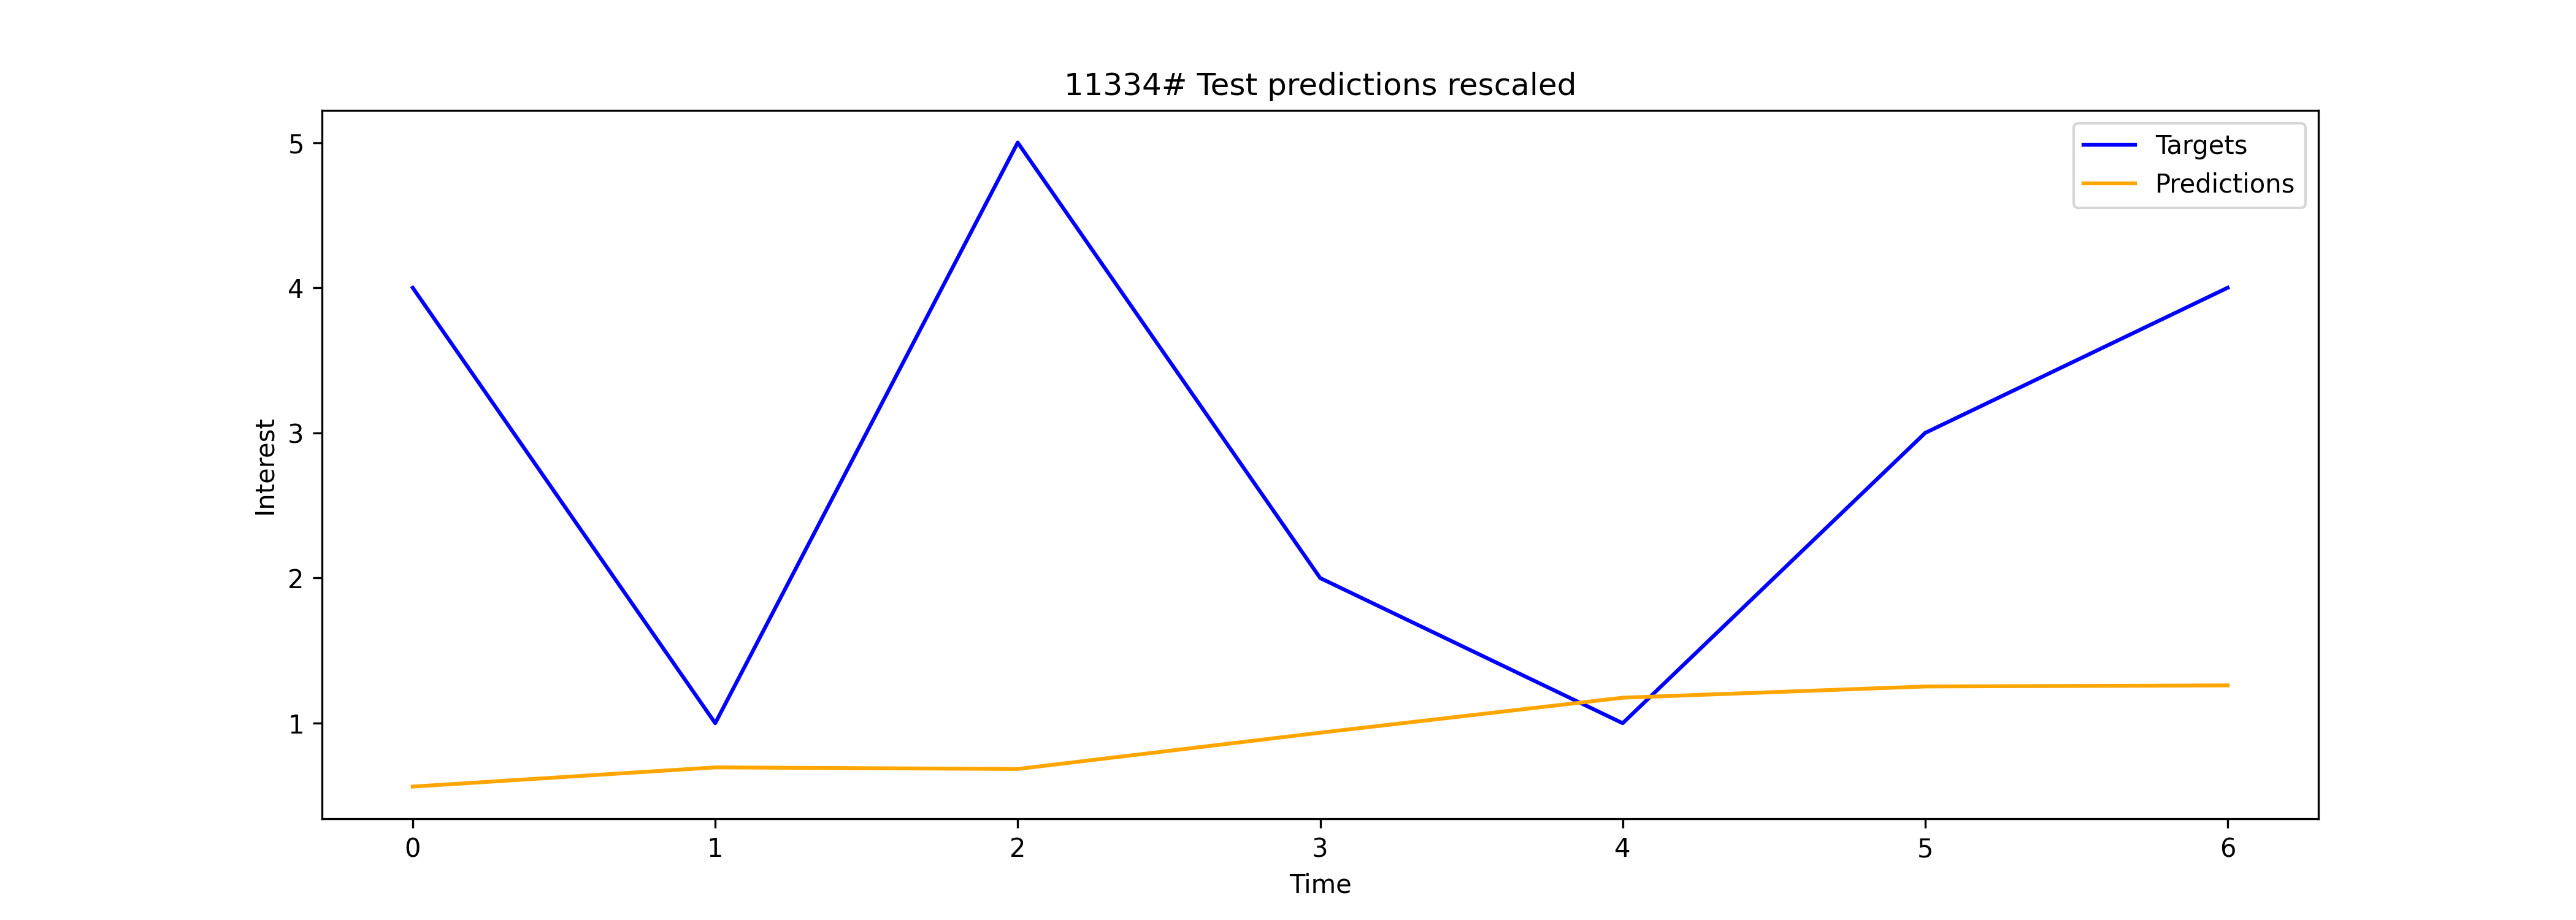 11334# Test predictions rescaled
Targets
Predictions
5
4
3
2
1
Interest
0 1 2 3 4 5 6
Time